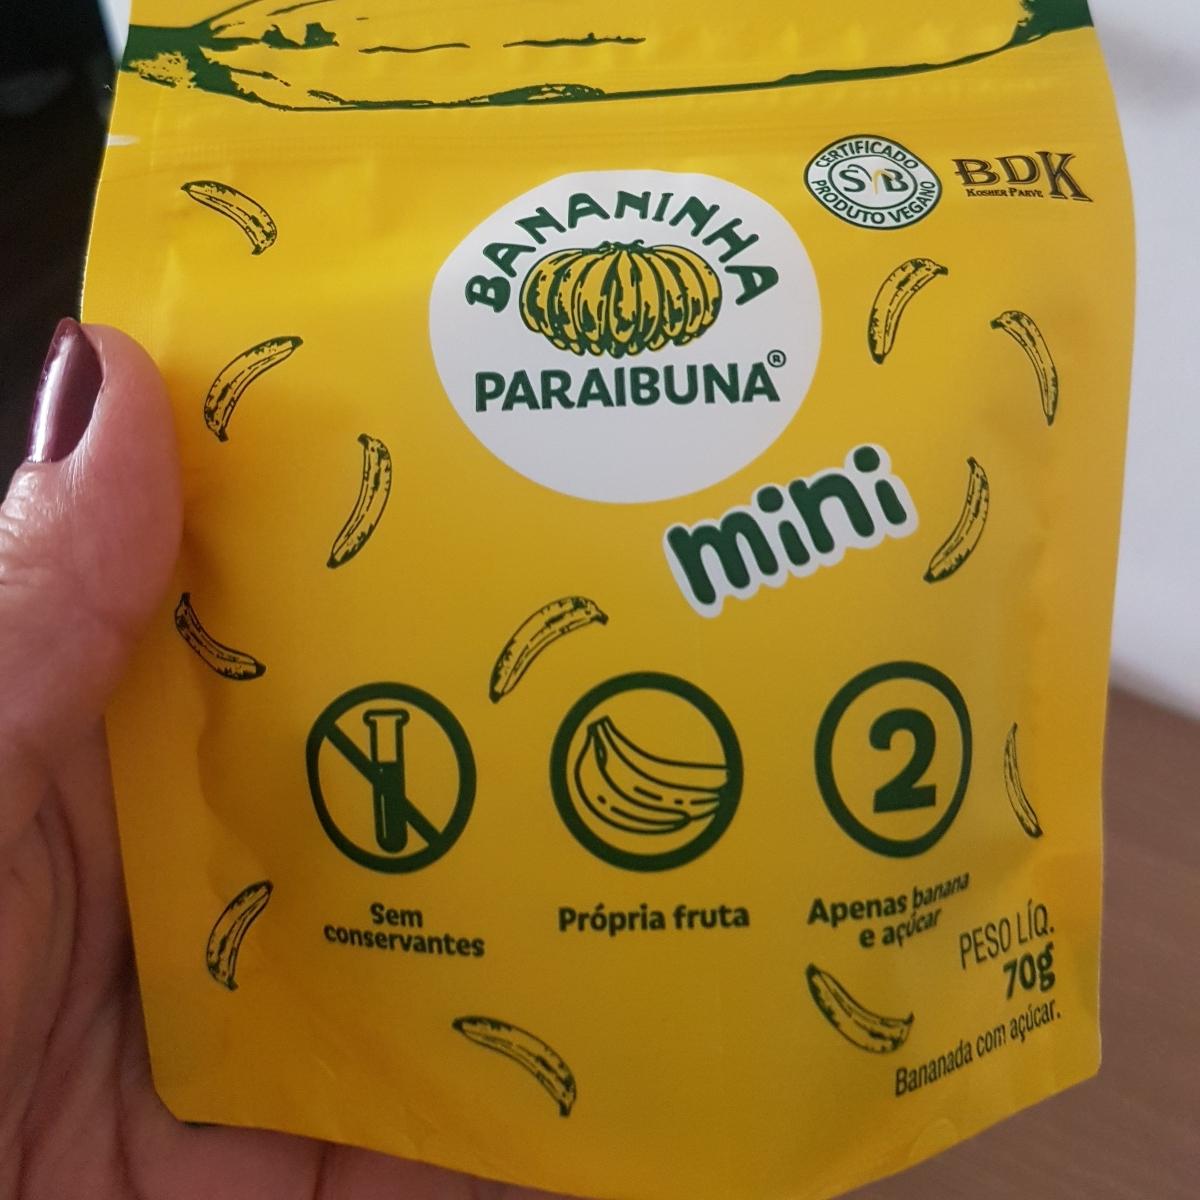 CERTIFICADO
SVB
PRODUTO VEGANO
BDK
KOSHER PARVE
BANANINHA
PARAIBUNA®
mini
2
Sem
conservantes
Própria fruta
Apenas banana
e açúcar
PESO LÍQ.
70g
Bananada com açúcar.